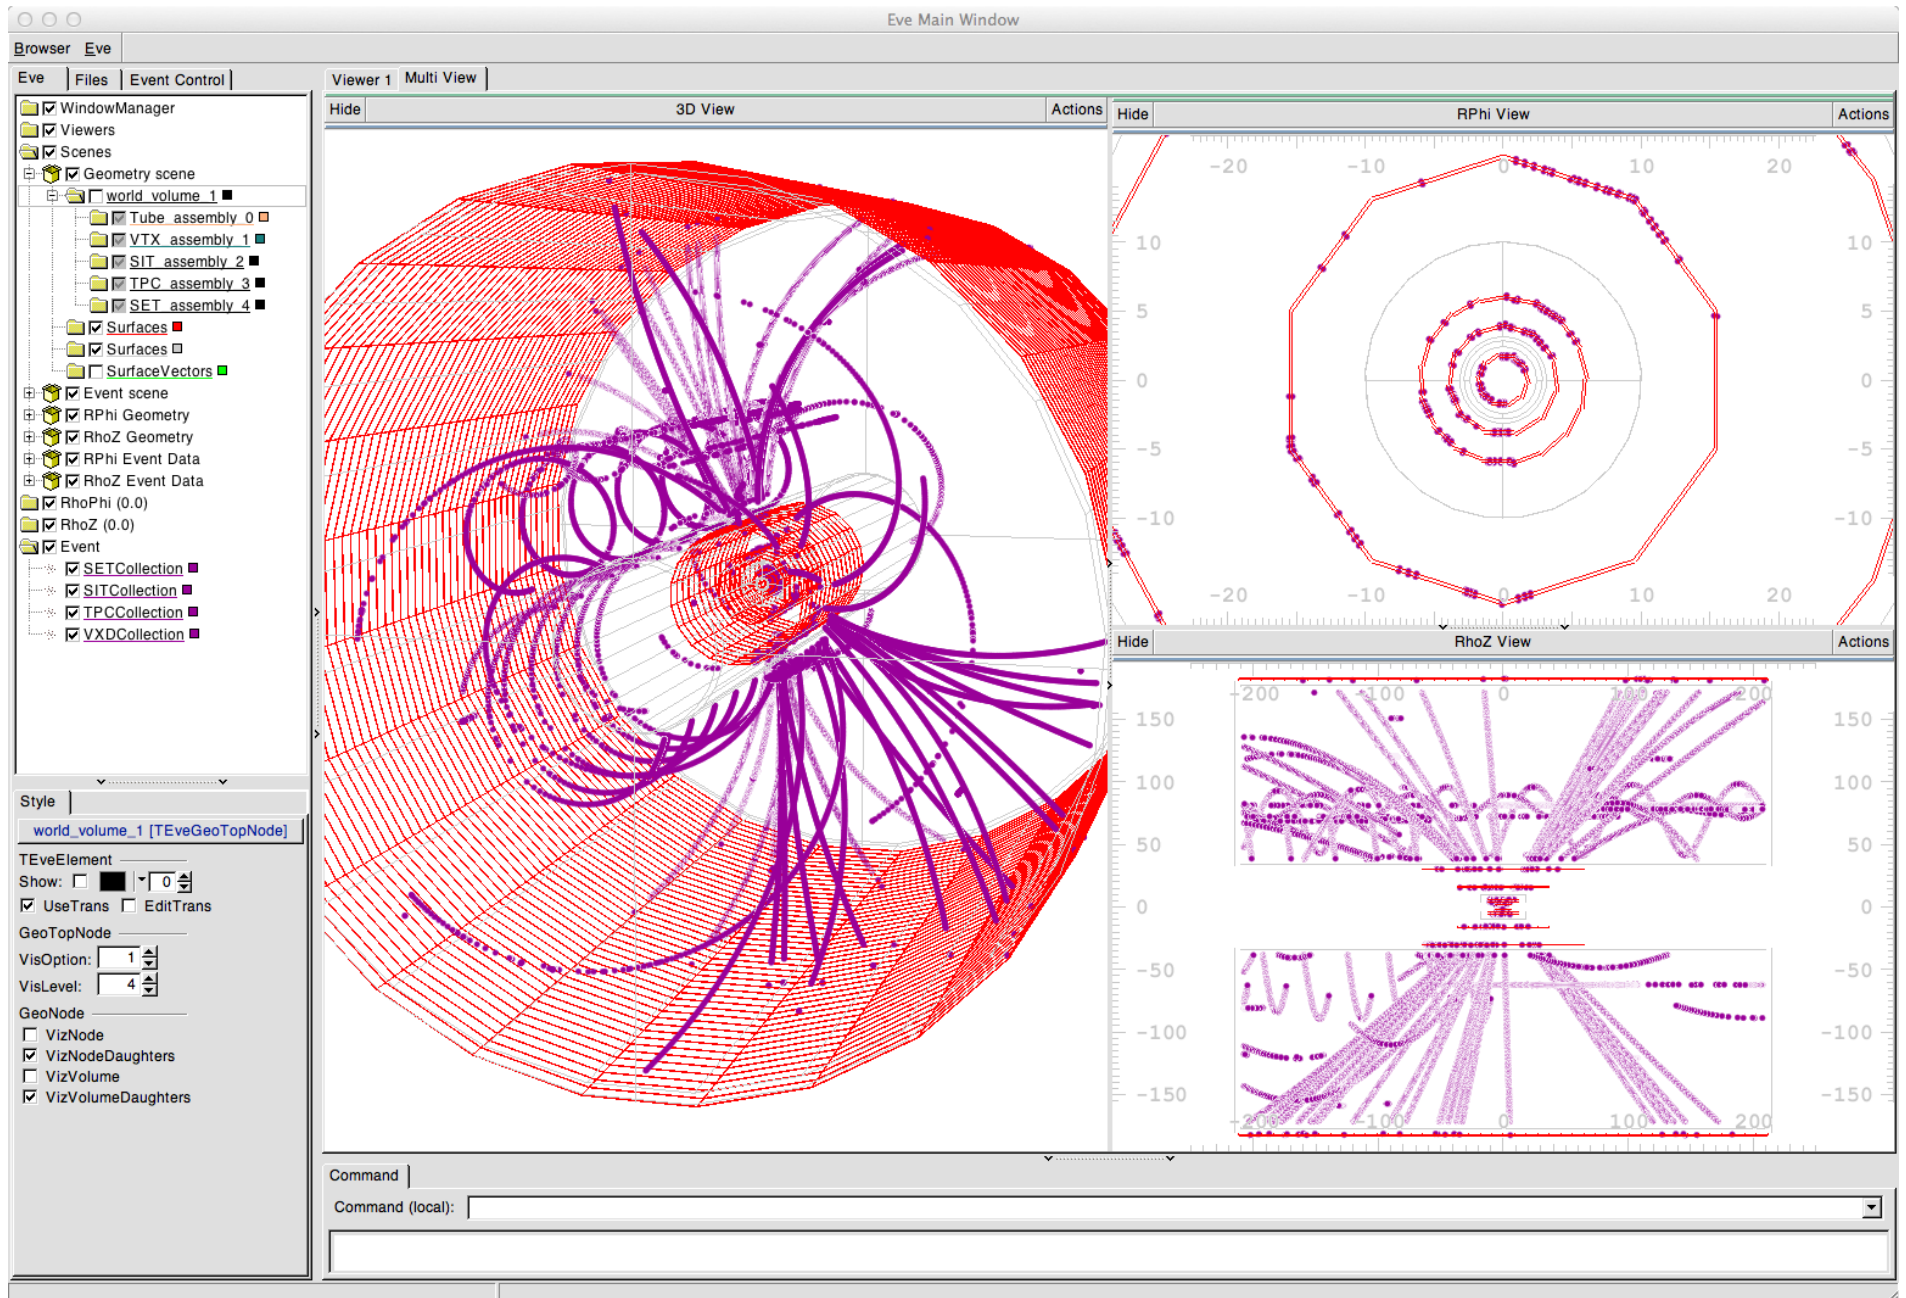 Eve Main Window
Browser Eve
Eve Files Event Control
WindowManager
Viewers
Scenes
Geometry scene
world_volume_1
Tube_assembly_0
VTX_assembly_1
SIT_assembly_2
TPC_assembly_3
SET_assembly_4
Surfaces
Surfaces
SurfaceVectors
Event scene
RPhi Geometry
RhoZ Geometry
RPhi Event Data
RhoZ Event Data
RhoPhi (0.0)
RhoZ (0.0)
Event
SETCollection
SITCollection
TPCCollection
VXDCollection
Style
world_volume_1 [TEveGeoTopNode]
TEveElement
Show: 0
UseTrans EditTrans
GeoTopNode
VisOption: 1
VisLevel: 4
GeoNode
VizNode
VizNodeDaughters
VizVolume
VizVolumeDaughters
Viewer 1 Multi View
Hide 3D View Actions
Hide RPhi View Actions
-20 -10 0 10 20
10 10
5 5
0 0
-5 -5
-10 -10
-20 -10 0 10 20
Hide RhoZ View Actions
-200 -100 0 100 200
150 150
100 100
50 50
0 0
-50 -50
-100 -100
-150 -150
-200 -100 0 100 200
Command
Command (local):